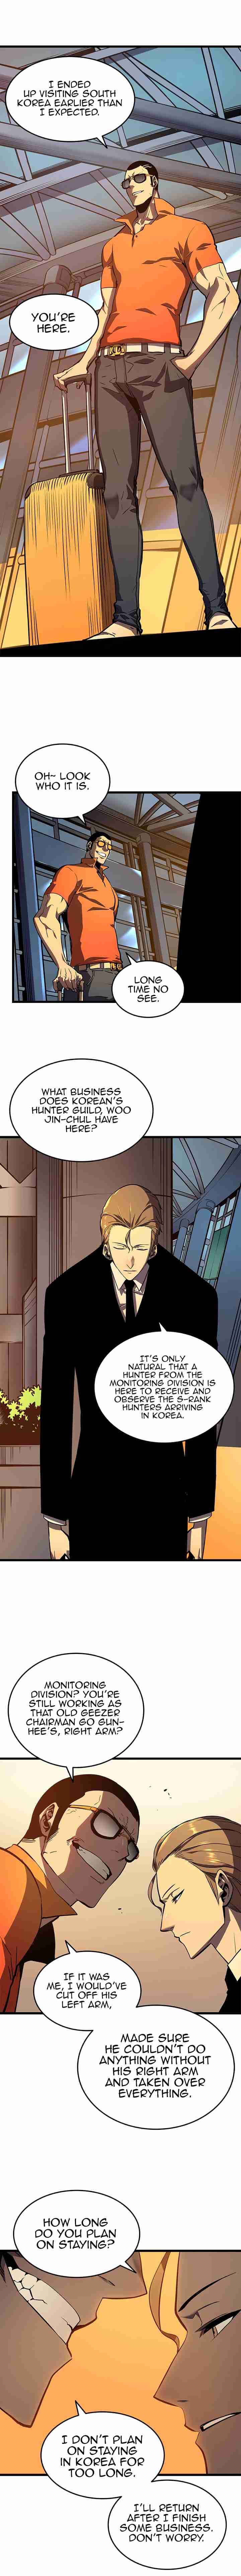 I ENDED
UP VISITING SOUTH
KOREA EARLIER THAN
I EXPECTED.
YOU'RE
HERE.
OH~ LOOK
WHO IT IS.
LONG
TIME NO
SEE.
WHAT BUSINESS
DOES KOREAN'S
HUNTER GUILD, WOO
JIN-CHUL HAVE
HERE?
IT'S ONLY
NATURAL THAT A
HUNTER FROM THE
MONITORING DIVISION IS
HERE TO RECEIVE AND
OBSERVE THE S-RANK
HUNTERS ARRIVING
IN KOREA.
MONITORING
DIVISION? YOU'RE
STILL WORKING AS
THAT OLD GEEZER
CHAIRMAN GO GUN-
HEE'S, RIGHT ARM?
IF IT WAS
ME, I WOULD'VE
CUT OFF HIS
LEFT ARM,
MADE SURE
HE COULDN'T DO
ANYTHING WITHOUT
HIS RIGHT ARM
AND TAKEN OVER
EVERYTHING.
HOW LONG
DO YOU PLAN
ON STAYING?
I DON'T PLAN
ON STAYING
IN KOREA FOR
TOO LONG.
I'LL RETURN
AFTER I FINISH
SOME BUSINESS.
DON'T WORRY.